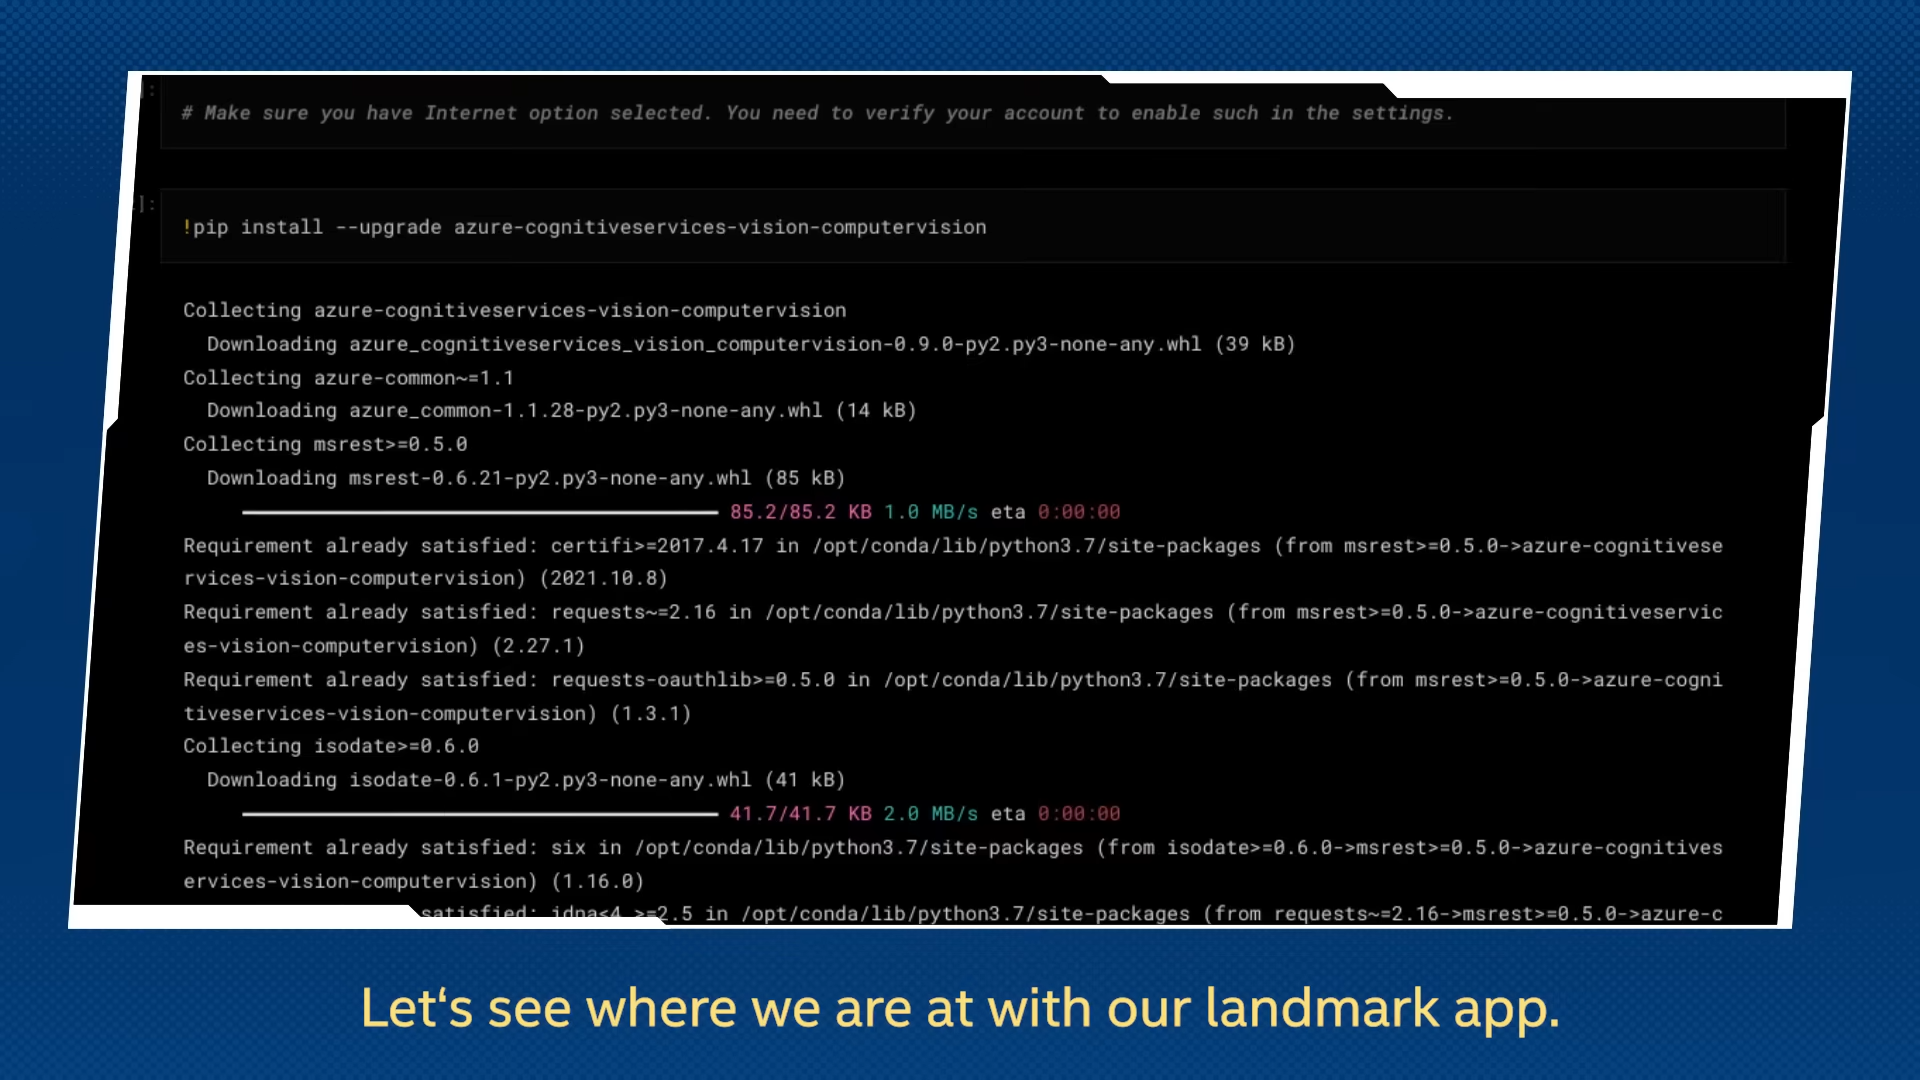 ]:
# Make sure you have Internet option selected. You need to verify your account to enable such in the settings.
]:
!pip install --upgrade azure-cognitiveservices-vision-computervision
Collecting azure-cognitiveservices-vision-computervision
Downloading azure_cognitiveservices_vision_computervision-0.9.0-py2.py3-none-any.whl (39 kB)
Collecting azure-common~=1.1
Downloading azure_common-1.1.28-py2.py3-none-any.whl (14 kB)
Collecting msrest>=0.5.0
Downloading msrest-0.6.21-py2.py3-none-any.whl (85 kB)
85.2/85.2 KB 1.0 MB/s eta 0:00:00
Requirement already satisfied: certifi>=2017.4.17 in /opt/conda/lib/python3.7/site-packages (from msrest>=0.5.0->azure-cognitivese
rvices-vision-computervision) (2021.10.8)
Requirement already satisfied: requests~=2.16 in /opt/conda/lib/python3.7/site-packages (from msrest>=0.5.0->azure-cognitiveservic
es-vision-computervision) (2.27.1)
Requirement already satisfied: requests-oauthlib>=0.5.0 in /opt/conda/lib/python3.7/site-packages (from msrest>=0.5.0->azure-cogni
tiveservices-vision-computervision) (1.3.1)
Collecting isodate>=0.6.0
Downloading isodate-0.6.1-py2.py3-none-any.whl (41 kB)
41.7/41.7 KB 2.0 MB/s eta 0:00:00
Requirement already satisfied: six in /opt/conda/lib/python3.7/site-packages (from isodate>=0.6.0->msrest>=0.5.0->azure-cognitives
ervices-vision-computervision) (1.16.0)
satisfied: idna<4,>=2.5 in /opt/conda/lib/python3.7/site-packages (from requests~=2.16->msrest>=0.5.0->azure-c
Let‘s see where we are at with our landmark app.